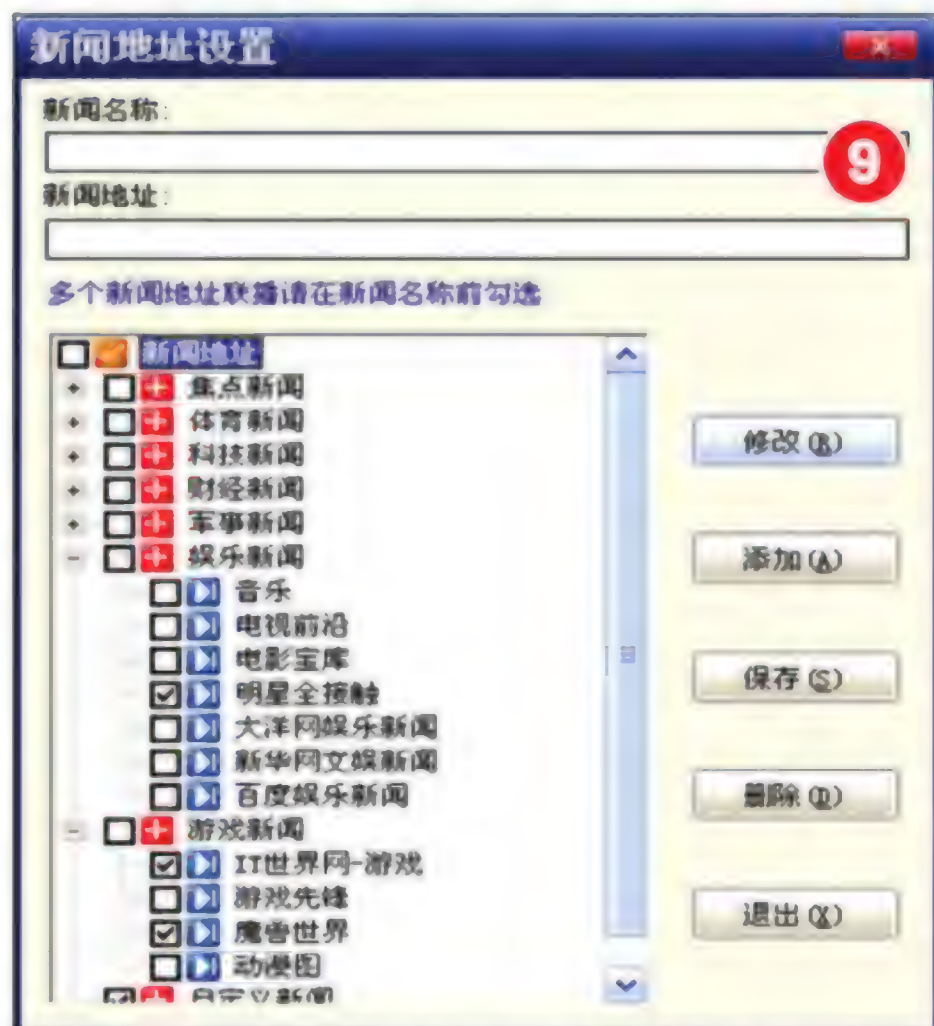 新闻地址设置
新闻名称:
9
新闻地址:
多个新闻地址联播请在新闻名称前勾选
新闻地址
焦点新闻
体育新闻
科技新闻
财经新闻
军事新闻
娱乐新闻
音乐
电视前沿
电影宝库
明星全接触
大洋网娱乐新闻
新华网文娱新闻
百度娱乐新闻
游戏新闻
IT世界网-游戏
游戏先锋
魔兽世界
动漫图
自定义新闻
修改(R)
添加(A)
保存(S)
删除(D)
退出(X)